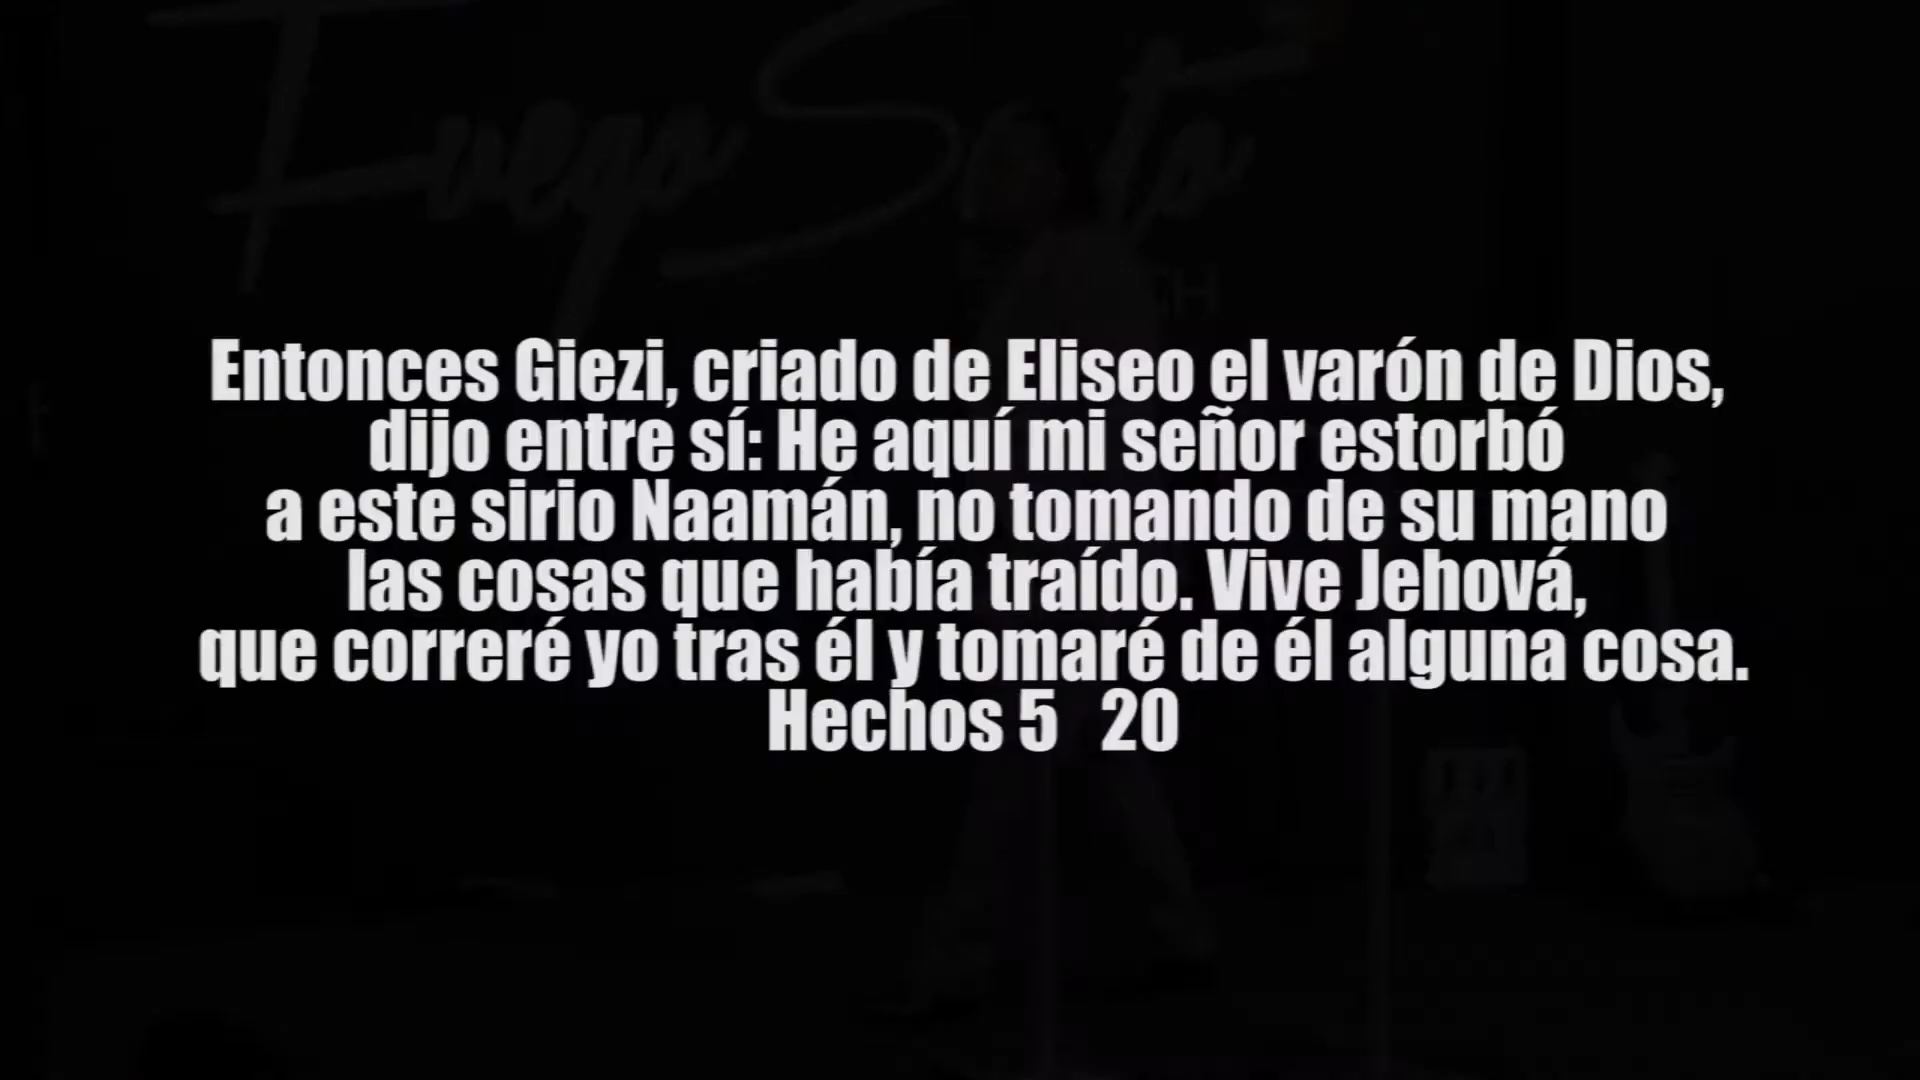 Fuego Santo
Entonces Giezi, criado de Eliseo el varón de Dios,
dijo entre sí: He aquí mi señor estorbó
a este sirio Naamán, no tomando de su mano
las cosas que había traído. Vive Jehová,
que correré yo tras él y tomaré de él alguna cosa.
Hechos 5 20